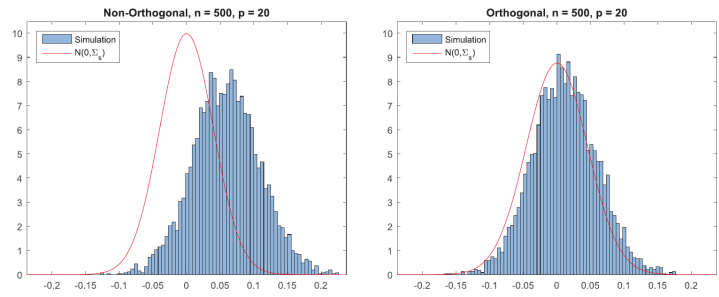 Non-Orthogonal, n = 500, p = 20
Simulation
N(0,Σs)
10
9
8
7
6
5
4
3
2
1
0
-0.2 -0.15 -0.1 -0.05 0 0.05 0.1 0.15 0.2
Orthogonal, n = 500, p = 20
Simulation
N(0,Σs)
10
9
8
7
6
5
4
3
2
1
0
-0.2 -0.15 -0.1 -0.05 0 0.05 0.1 0.15 0.2